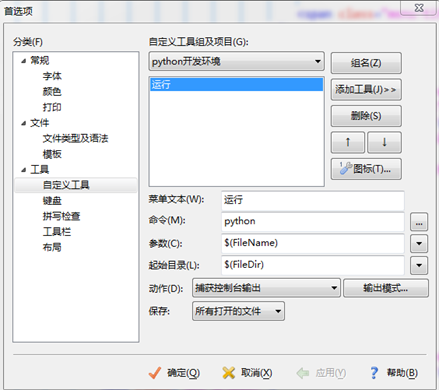 首选项
<span class="
分类(F)
常规
字体
颜色
打印
文件
文件类型及语法
模板
工具
自定义工具
键盘
拼写检查
工具栏
布局
自定义工具组及项目(G):
python开发环境
组名(Z)
运行
添加工具(J)>>
删除(S)
↑ ↓
图标(T)...
菜单文本(W): 运行
命令(M): python ...
参数(C): $(FileName)
起始目录(L): $(FileDir)
动作(D): 捕获控制台输出 输出模式...
保存: 所有打开的文件
确定(O) 取消(X) 应用(Y) ? 帮助(B)